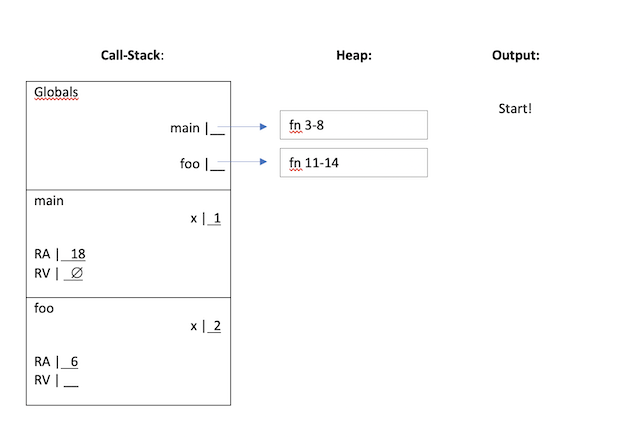 Call-Stack:
Heap:
Output:
Globals
Start!
main |__
fn 3-8
foo |__
fn 11-14
main
x | 1
RA | 18
RV | ∅
foo
x | 2
RA | 6
RV | __